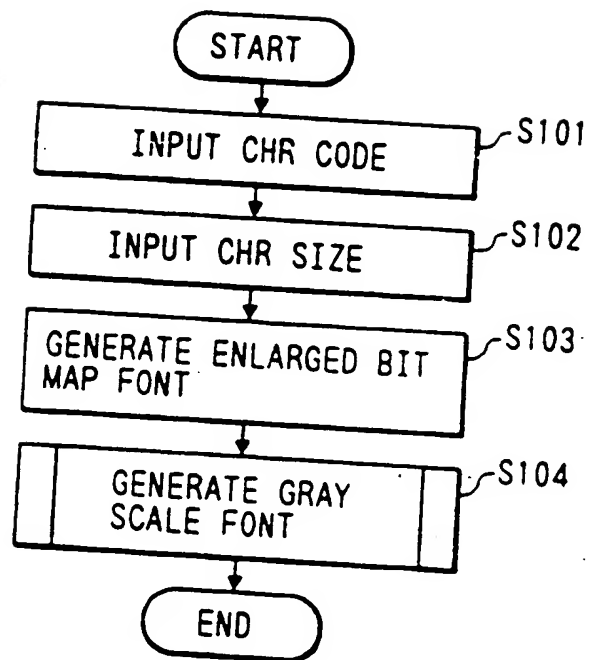 START
INPUT CHR CODE
S101
INPUT CHR SIZE
S102
GENERATE ENLARGED BIT
MAP FONT
S103
GENERATE GRAY
SCALE FONT
S104
END